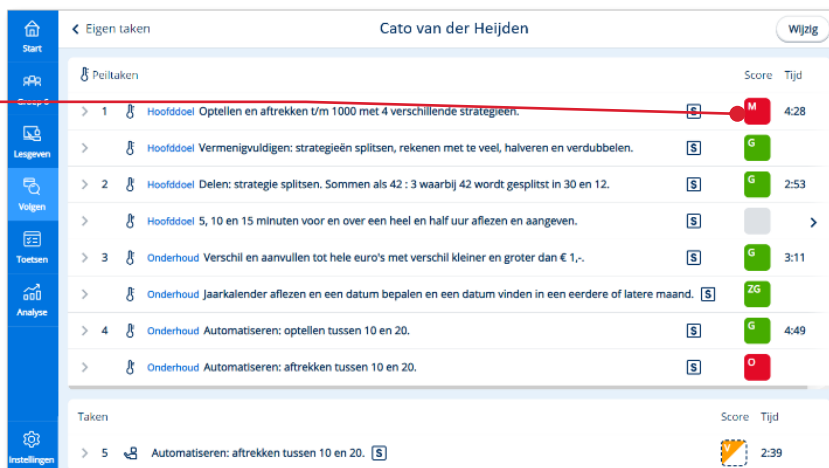 Eigen taken
Cato van der Heijden
Wijzig
Start
Lesgeven
Volgen
Toetsen
Analyse
Instellingen
Peiltaken Score Tijd
1 Hoofddoel Optellen en aftrekken t/m 1000 met 4 verschillende strategieën. S M 4:28
Hoofddoel Vermenigvuldigen: strategieën splitsen, rekenen met te veel, halveren en verdubbelen. S G
2 Hoofddoel Delen: strategie splitsen. Sommen als 42 : 3 waarbij 42 wordt gesplitst in 30 en 12. S G 2:53
Hoofddoel 5, 10 en 15 minuten voor en over een heel en half uur aflezen en aangeven. S
3 Onderhoud Verschil en aanvullen tot hele euro's met verschil kleiner en groter dan € 1,-. S G 3:11
Onderhoud Jaarkalender aflezen en een datum bepalen en een datum vinden in een eerdere of latere maand. S ZG
4 Onderhoud Automatiseren: optellen tussen 10 en 20. S G 4:49
Onderhoud Automatiseren: aftrekken tussen 10 en 20. S O
Taken Score Tijd
5 Automatiseren: aftrekken tussen 10 en 20. S V 2:39